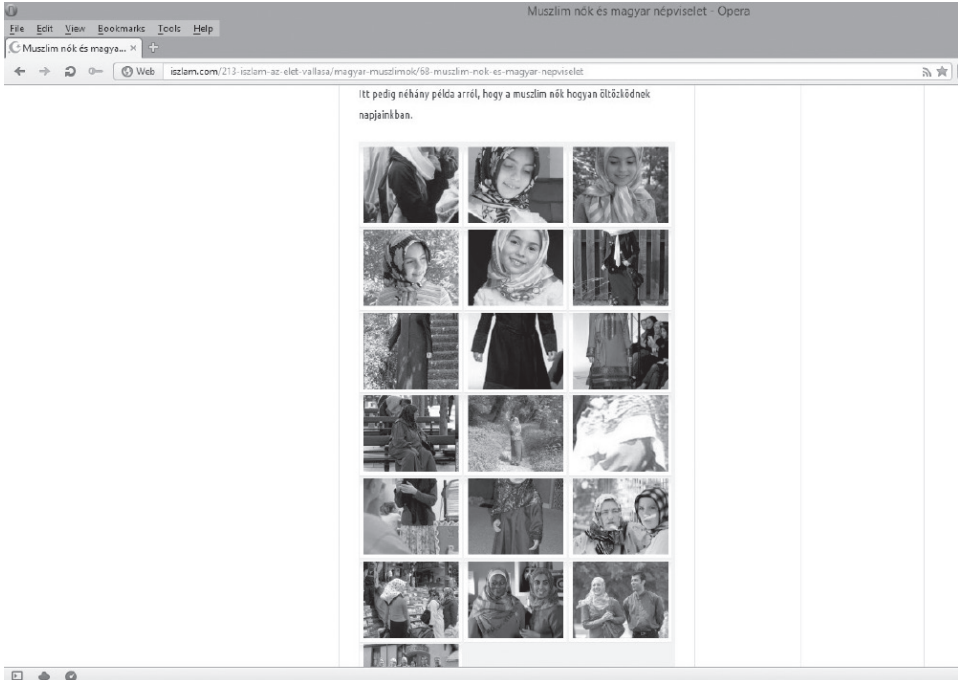 Muszlim nők és magyar népviselet - Opera
File Edit View Bookmarks Tools Help
Muszlim nők és magya... × +
Web iszlam.com/213-iszlam-az-elet-vallasa/magyar-muszlimok/68-muszlim-nok-es-magyar-nepviselet
Itt pedig néhány példa arról, hogy a muszlim nők hogyan öltözködnek
napjainkban.